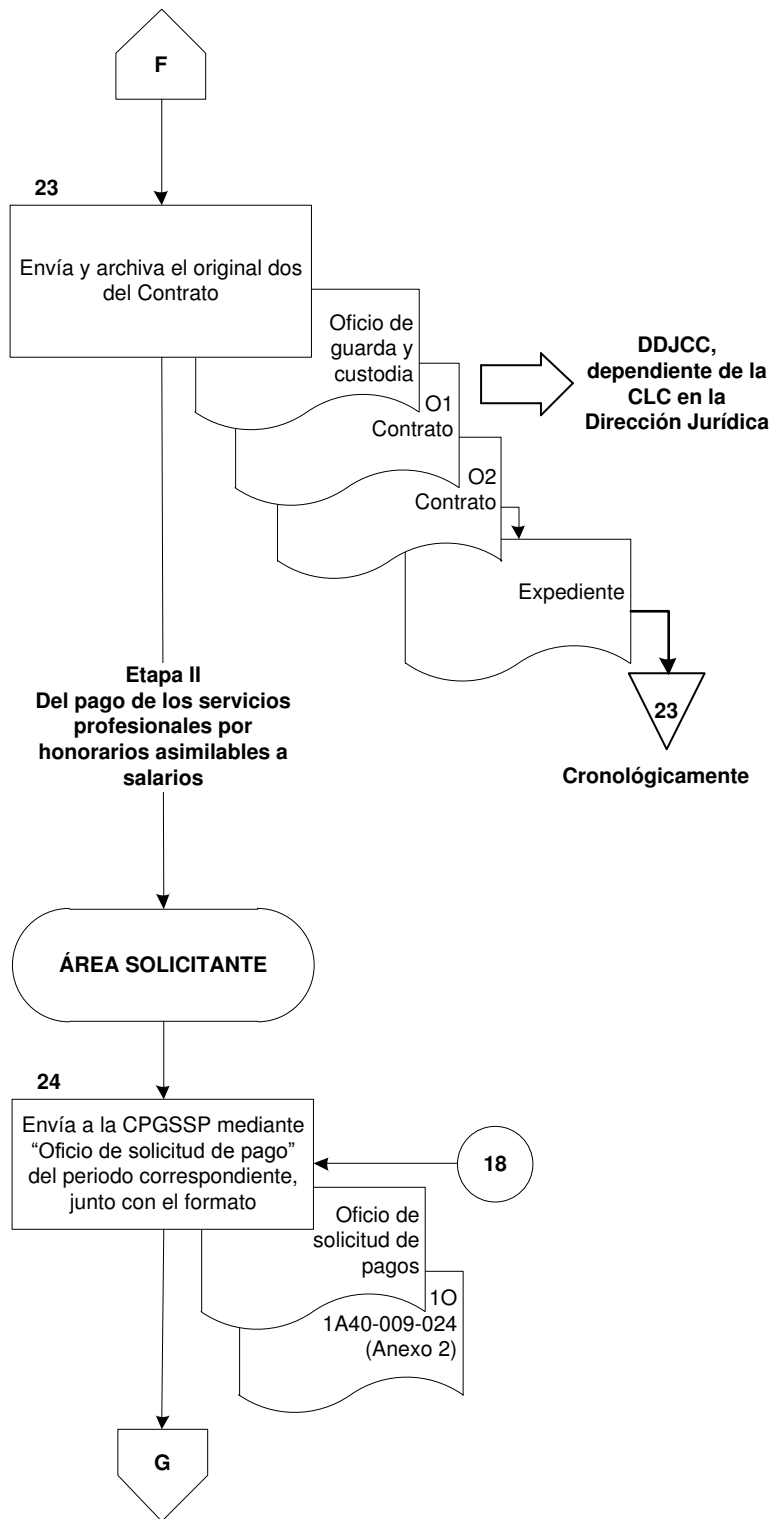 F
23
Envía y archiva el original dos
del Contrato
Oficio de
guarda y
custodia
O1
Contrato
O2
Contrato
Expediente
DDJCC,
dependiente de la
CLC en la
Dirección Jurídica
23
Cronológicamente
Etapa II
Del pago de los servicios
profesionales por
honorarios asimilables a
salarios
ÁREA SOLICITANTE
24
Envía a la CPGSSP mediante
“Oficio de solicitud de pago”
del periodo correspondiente,
junto con el formato
18
Oficio de
solicitud de
pagos
1O
1A40-009-024
(Anexo 2)
G